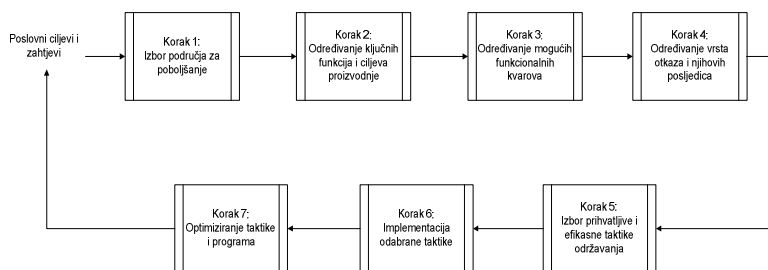 Poslovni ciljevi i
zahtjevi
Korak 1:
Izbor područja za
poboljšanje
Korak 2:
Određivanje ključnih
funkcija i ciljeva
proizvodnje
Korak 3:
Određivanje mogućih
funkcionalnih
kvarova
Korak 4:
Određivanje vrsta
otkaza i njihovih
posljedica
Korak 5:
Izbor prihvatljive i
efikasne taktike
održavanja
Korak 6:
Implementacija
odabrane taktike
Korak 7:
Optimiziranje taktike
i programa